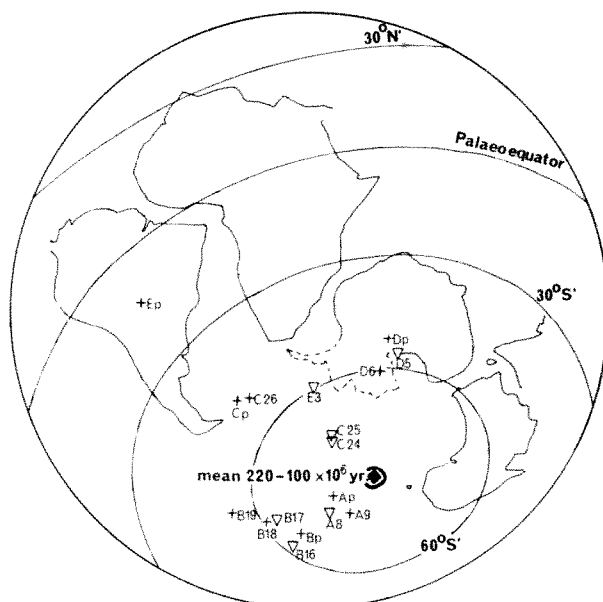 30°N'
Palaeoequator
30°S'
+Ep
+Dp
D6+ +D5
E3
+C26
Cp
C25
C24
mean 220-100 x10⁶ yr.
+Ap
B19 B17
A8 +A9
B18
+Bp
B16
60°S'